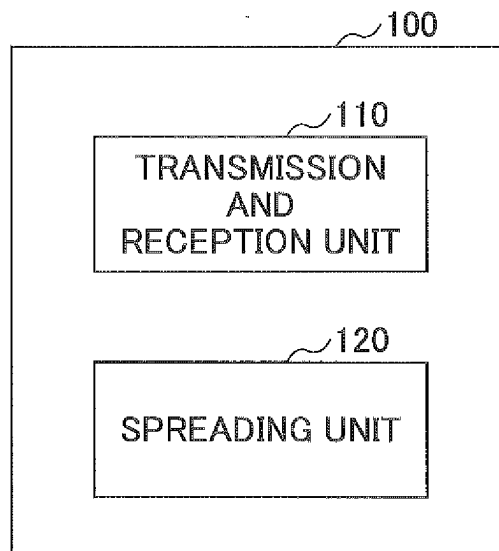 100
110
TRANSMISSION
AND
RECEPTION UNIT
120
SPREADING UNIT